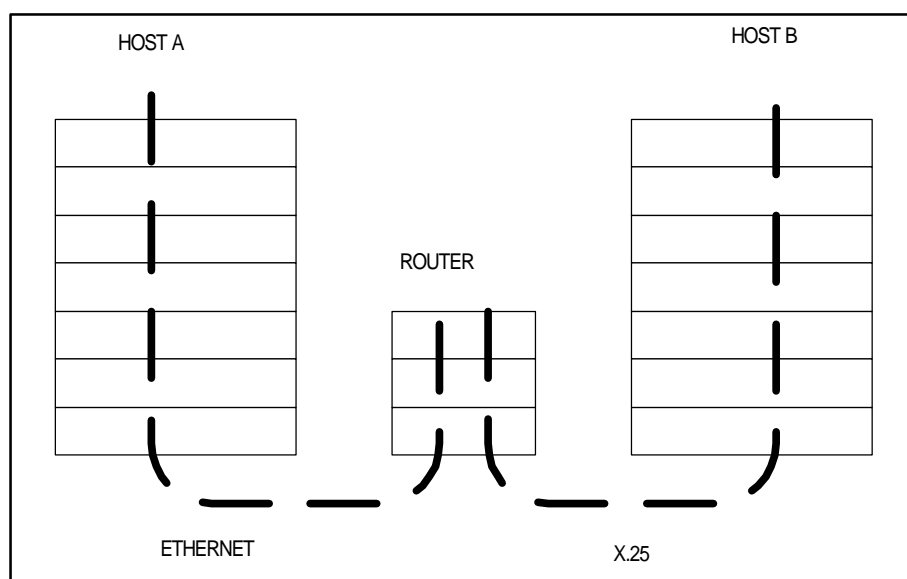 HOST A
HOST B
ROUTER
ETHERNET
X.25